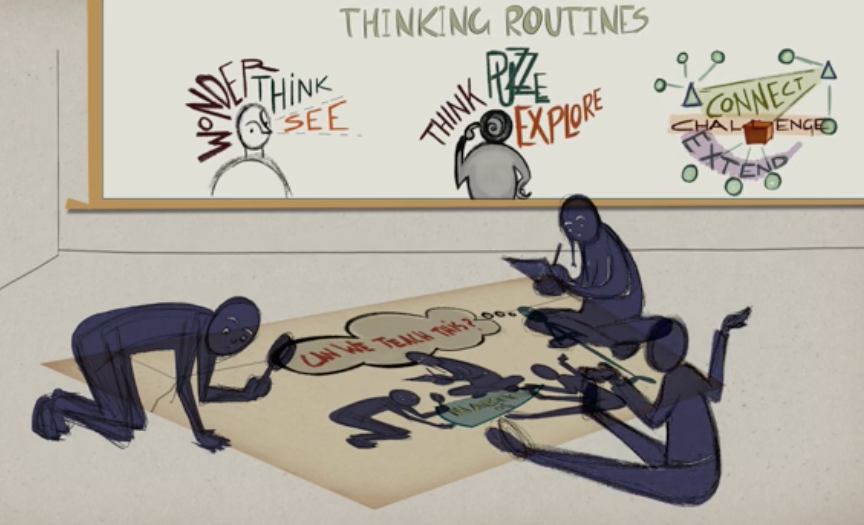 THINKING ROUTINES
WONDER
THINK
SEE
THINK
PUZZLE
EXPLORE
CONNECT
CHALLENGE
EXTEND
CAN WE TEACH THIS?